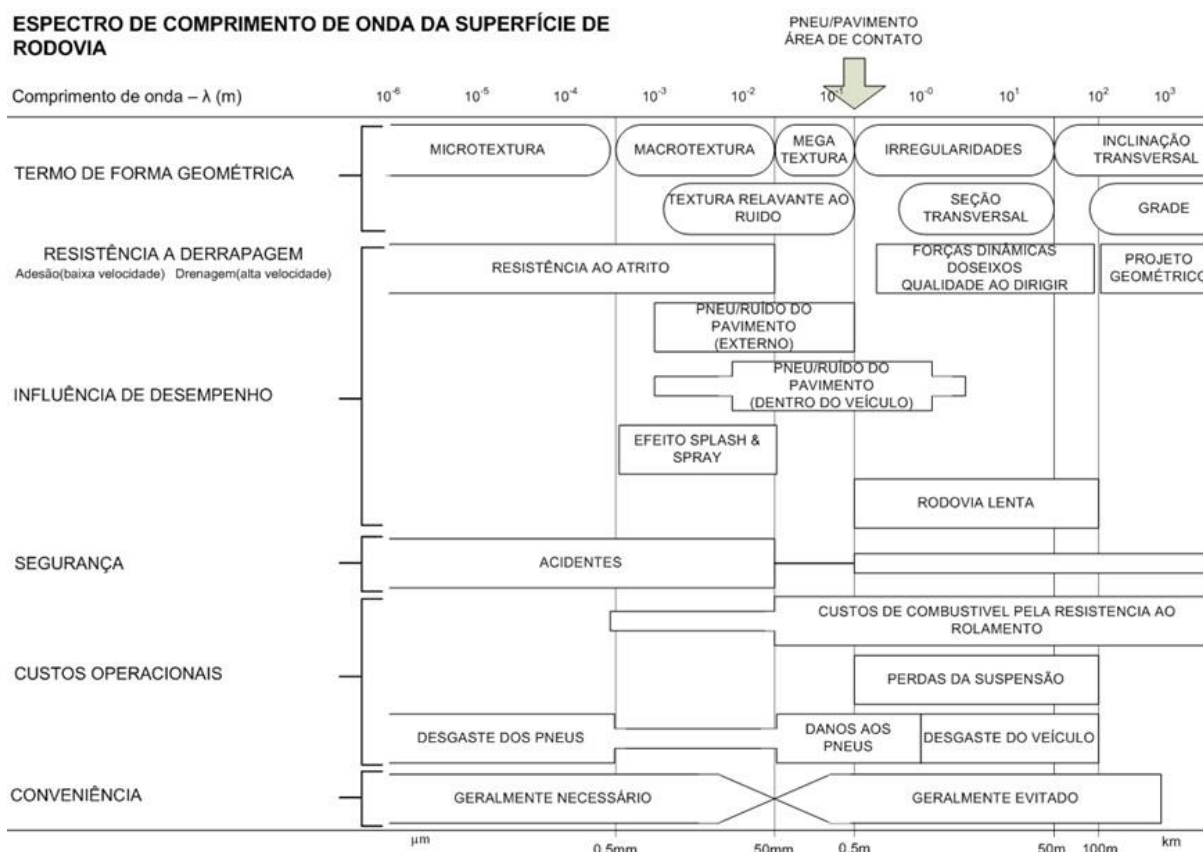 ESPECTRO DE COMPRIMENTO DE ONDA DA SUPERFÍCIE DE
RODOVIA
PNEU/PAVIMENTO
ÁREA DE CONTATO
Comprimento de onda – λ (m)
10⁻⁶ 10⁻⁵ 10⁻⁴ 10⁻³ 10⁻² 10⁻¹ 10⁻⁰ 10¹ 10² 10³
TERMO DE FORMA GEOMÉTRICA
MICROTEXTURA
MACROTEXTURA
MEGA
TEXTURA
IRREGULARIDADES
INCLINAÇÃO
TRANSVERSAL
TEXTURA RELAVANTE AO
RUIDO
SEÇÃO
TRANSVERSAL
GRADE
RESISTÊNCIA A DERRAPAGEM
Adesão(baixa velocidade) Drenagem(alta velocidade)
RESISTÊNCIA AO ATRITO
FORÇAS DINÂMICAS
DOSEIXOS
QUALIDADE AO DIRIGIR
PROJETO
GEOMÉTRICO
PNEU/RUÍDO DO
PAVIMENTO
(EXTERNO)
INFLUÊNCIA DE DESEMPENHO
PNEU/RUÍDO DO
PAVIMENTO
(DENTRO DO VEÍCULO)
EFEITO SPLASH &
SPRAY
RODOVIA LENTA
SEGURANÇA
ACIDENTES
CUSTOS OPERACIONAIS
CUSTOS DE COMBUSTIVEL PELA RESISTENCIA AO
ROLAMENTO
PERDAS DA SUSPENSÃO
DESGASTE DOS PNEUS
DANOS AOS
PNEUS
DESGASTE DO VEÍCULO
CONVENIÊNCIA
GERALMENTE NECESSÁRIO
GERALMENTE EVITADO
µm 0.5mm 50mm 0.5m 50m 100m km